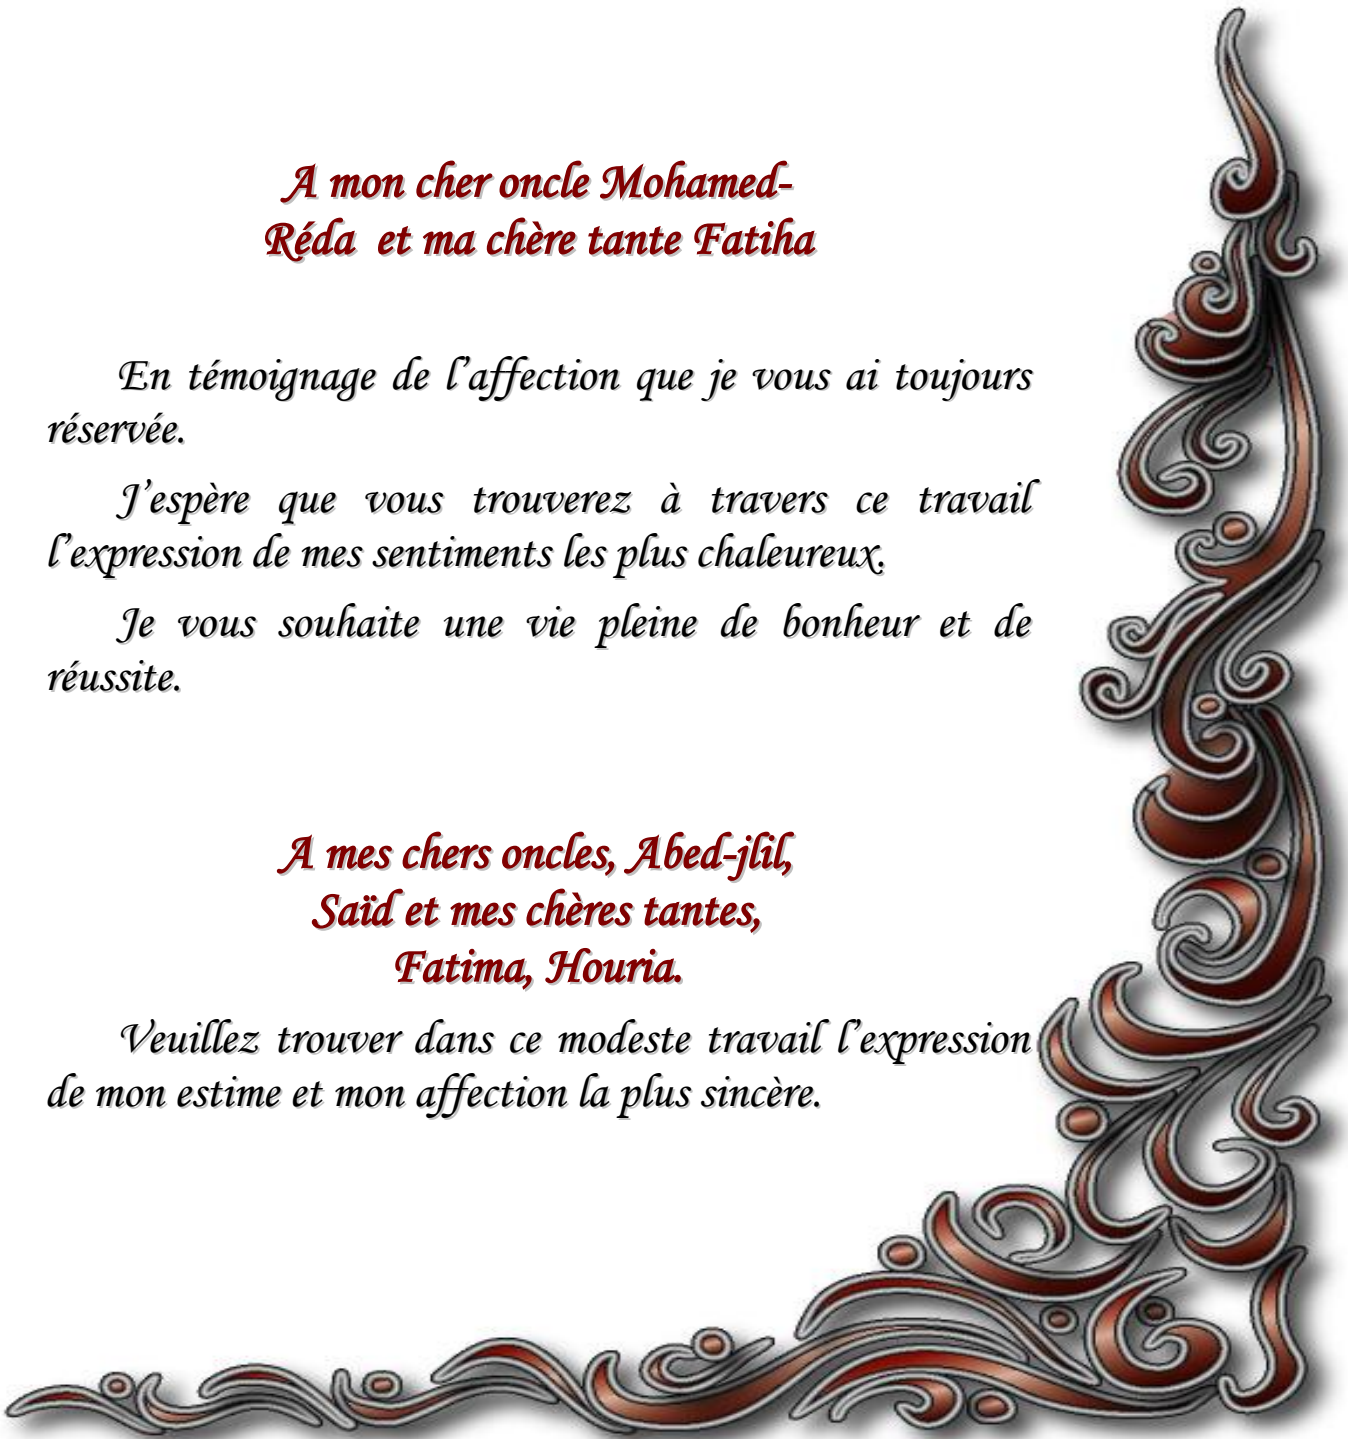 A mon cher oncle Mohamed-
Réda et ma chère tante Fatiha
En témoignage de l’affection que je vous ai toujours
réservée.
J’espère que vous trouverez à travers ce travail
l’expression de mes sentiments les plus chaleureux.
Je vous souhaite une vie pleine de bonheur et de
réussite.
A mes chers oncles, Abed-jlil,
Saïd et mes chères tantes,
Fatima, Houria.
Veuillez trouver dans ce modeste travail l’expression
de mon estime et mon affection la plus sincère.